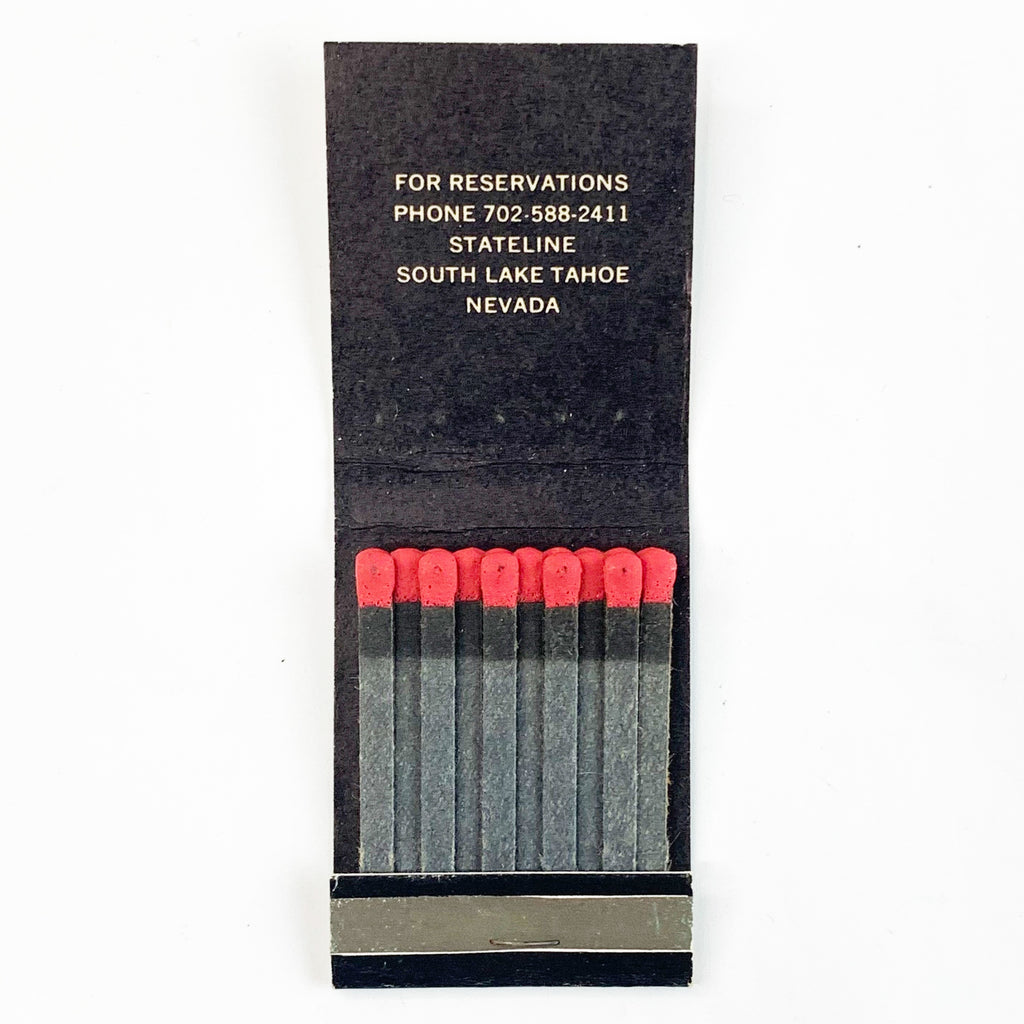 FOR RESERVATIONS
PHONE 702-588-2411
STATELINE
SOUTH LAKE TAHOE
NEVADA